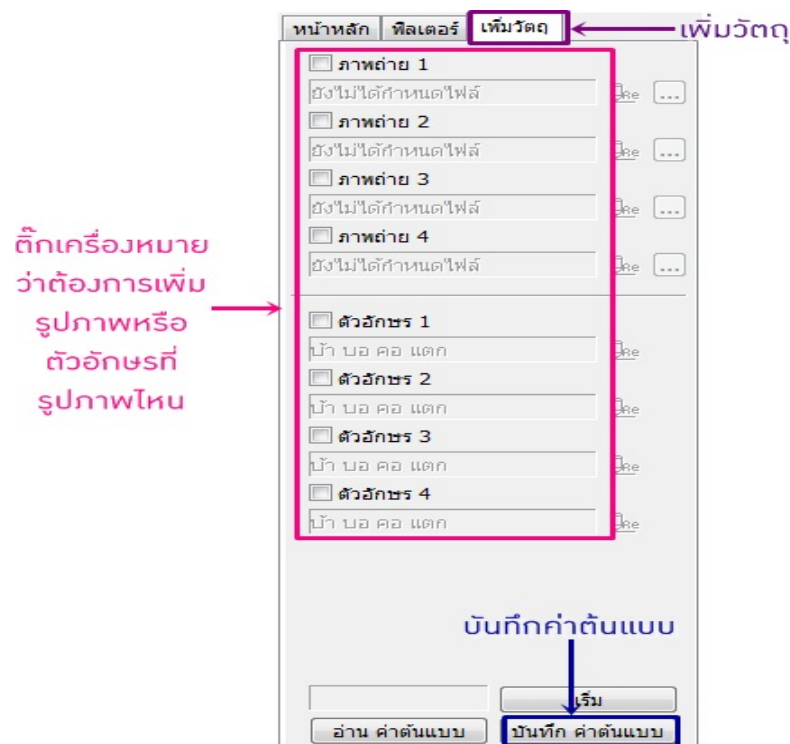 หน้าหลัก ฟิลเตอร์ เพิ่มวัตถุ เพิ่มวัตถุ
ภาพถ่าย 1
ยังไม่ได้กำหนดไฟล์ ...
ภาพถ่าย 2
ยังไม่ได้กำหนดไฟล์ ...
ภาพถ่าย 3
ยังไม่ได้กำหนดไฟล์ ...
ภาพถ่าย 4
ยังไม่ได้กำหนดไฟล์ ...
ติ๊กเครื่องหมาย
ว่าต้องการเพิ่ม
รูปภาพหรือ
ตัวอักษรที่
รูปภาพไหน
ตัวอักษร 1
บ้า บอ คอ แตก
ตัวอักษร 2
บ้า บอ คอ แตก
ตัวอักษร 3
บ้า บอ คอ แตก
ตัวอักษร 4
บ้า บอ คอ แตก
บันทึกค่าต้นแบบ
เริ่ม
อ่าน ค่าต้นแบบ บันทึก ค่าต้นแบบ